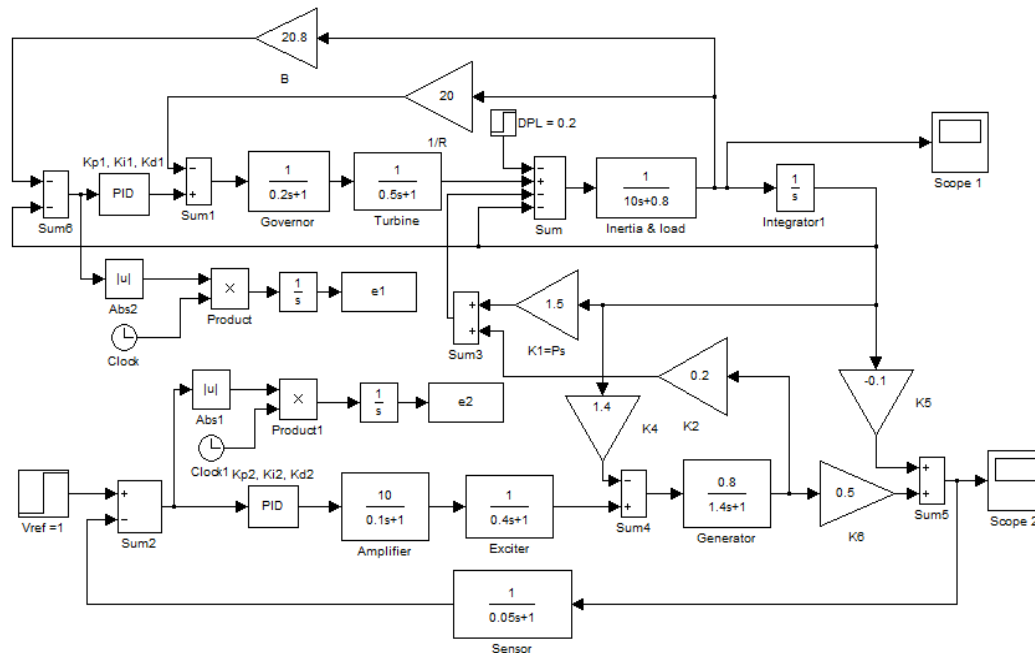 20.8
B
20
DPL = 0.2
1/R
Kp1, Ki1, Kd1
-
-
Sum6
PID
-
+
Sum1
1
0.2s+1
Governor
1
0.5s+1
Turbine
-
+
-
-
Sum
1
10s+0.8
Inertia & load
1
s
Integrator1
Scope 1
|u|
Abs2
×
Product
Clock
1
s
e1
+
+
Sum3
1.5
K1=Ps
|u|
Abs1
×
Product1
Clock1
1
s
e2
0.2
K2
1.4
K4
-0.1
K5
Vref =1
+
-
Sum2
Kp2, Ki2, Kd2
PID
10
0.1s+1
Amplifier
1
0.4s+1
Exciter
-
+
Sum4
0.8
1.4s+1
Generator
0.5
K6
+
+
Sum5
Scope 2
1
0.05s+1
Sensor